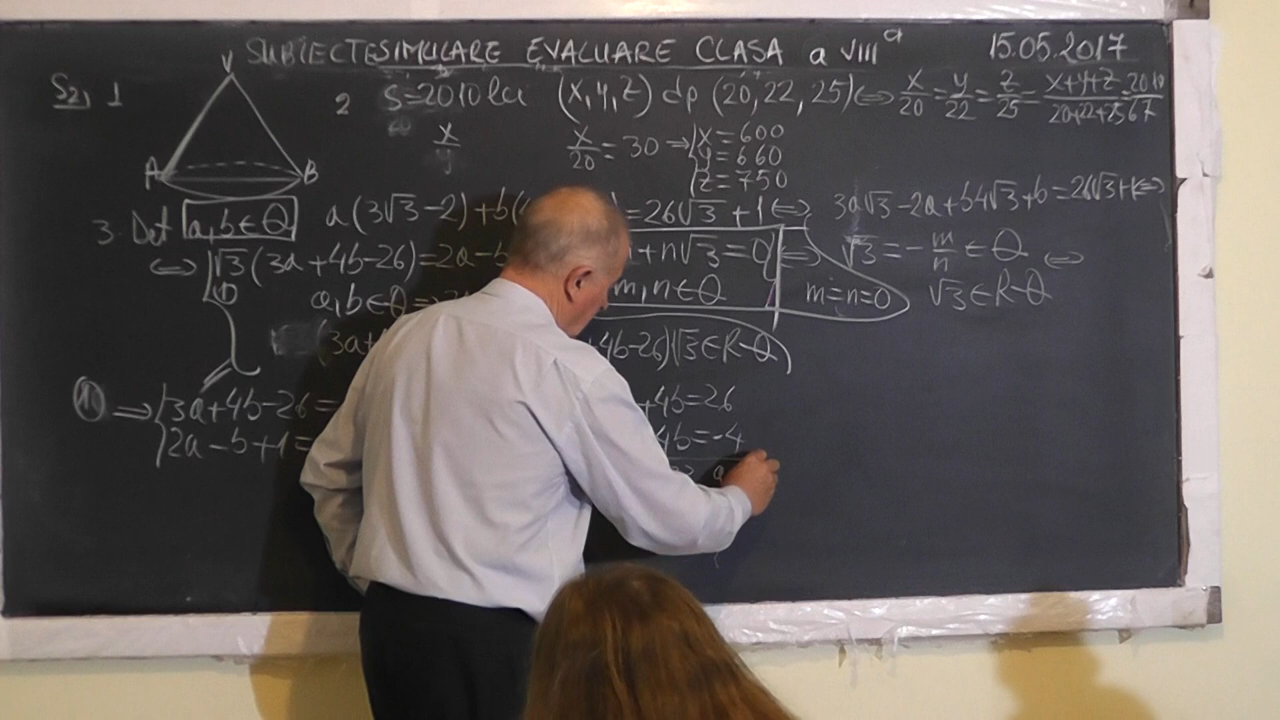 SUBIECTE SIMULARE EVALUARE CLASA a VIIIa 15.05.2017
S2, 1
V
A B
2 S=2010 lei (x,y,z) dp (20,22,25) ⇔ x/20 = y/22 = z/25 = x+y+z/20+22+25 = 2010/67
x/y x/20 = 30 → x=600
y=660
z=750
3. Det a,b∈Q a(3√3-2)+b( =26√3+1 ⇔ 3a√3-2a+b4√3+b=26√3+1 ⇔
⇔ √3(3a+4b-26)=2a-b +n√3=0 ⇔ √3=-m/n ∈ Q ⇔
a,b∈Q ⇒ m,n∈Q m=n=0 √3∈R-Q
(3a+ +4b-26)√3∈R-Q
① ⇒ 3a+4b-26= +4b=26
2a-b+1= 4b=-4